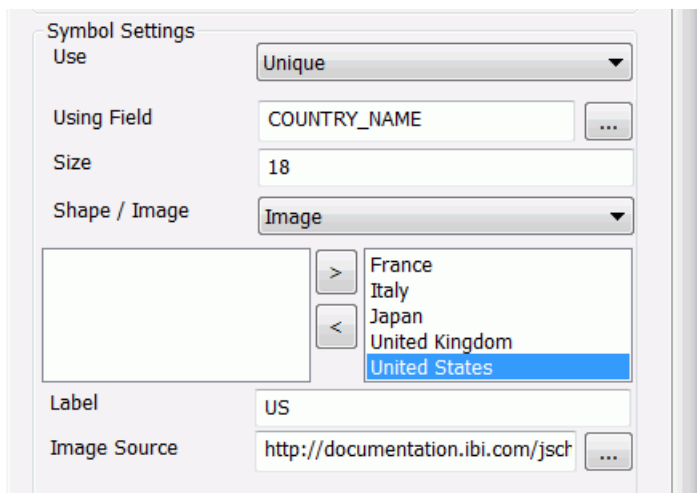 Symbol Settings
Use Unique
Using Field COUNTRY_NAME ...
Size 18
Shape / Image Image
> France
Italy
Japan
< United Kingdom
United States
Label US
Image Source http://documentation.ibi.com/jsch ...